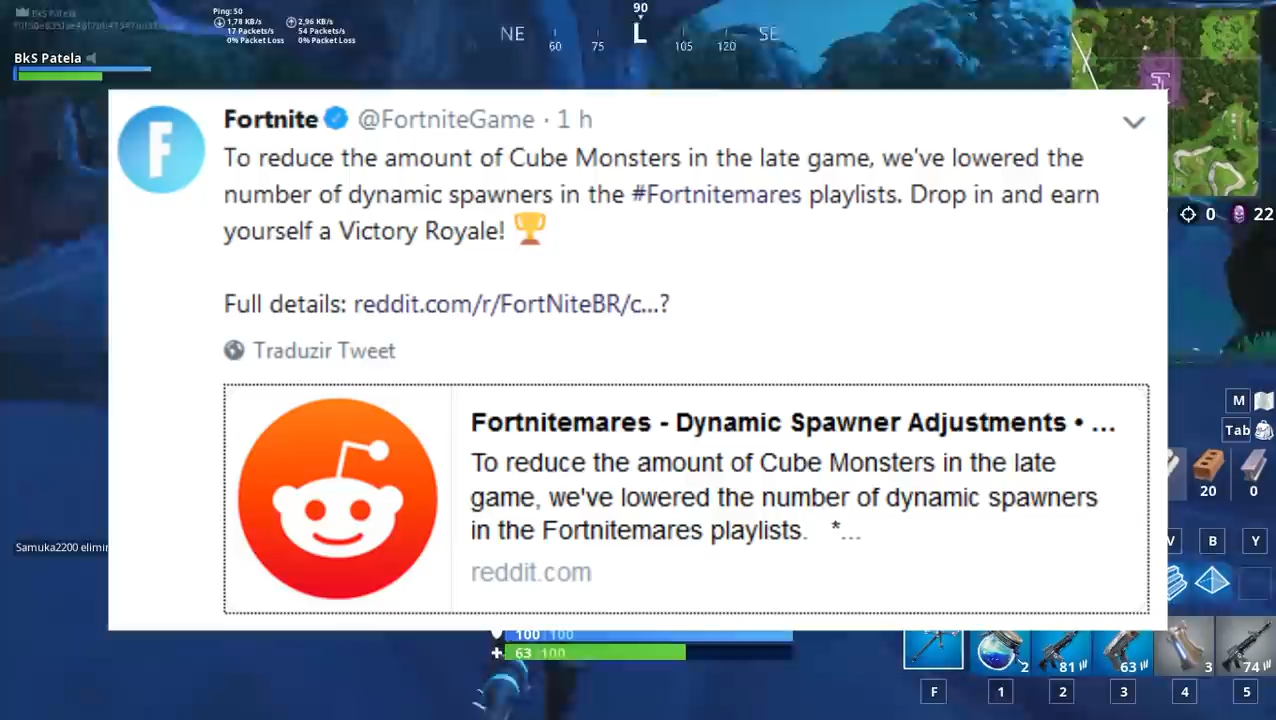 BkS Patela
Ping: 50
1,78 KB/s
2,96 KB/s
17 Packets/s
54 Packets/s
0% Packet Loss
0% Packet Loss
90
NE
60
75
L
105
120
SE
BkS Patela
Fortnite @FortniteGame · 1 h
To reduce the amount of Cube Monsters in the late game, we've lowered the
number of dynamic spawners in the #Fortnitemares playlists. Drop in and earn
yourself a Victory Royale! 🏆
Full details: reddit.com/r/FortNiteBR/c...?
Traduzir Tweet
Fortnitemares - Dynamic Spawner Adjustments • ...
To reduce the amount of Cube Monsters in the late
game, we've lowered the number of dynamic spawners
in the Fortnitemares playlists. *...
reddit.com
0
22
M
Tab
20
0
V
B
Y
Samuka2200 elimi
100 100
63 100
2
81
63
3
74
F
1
2
3
4
5